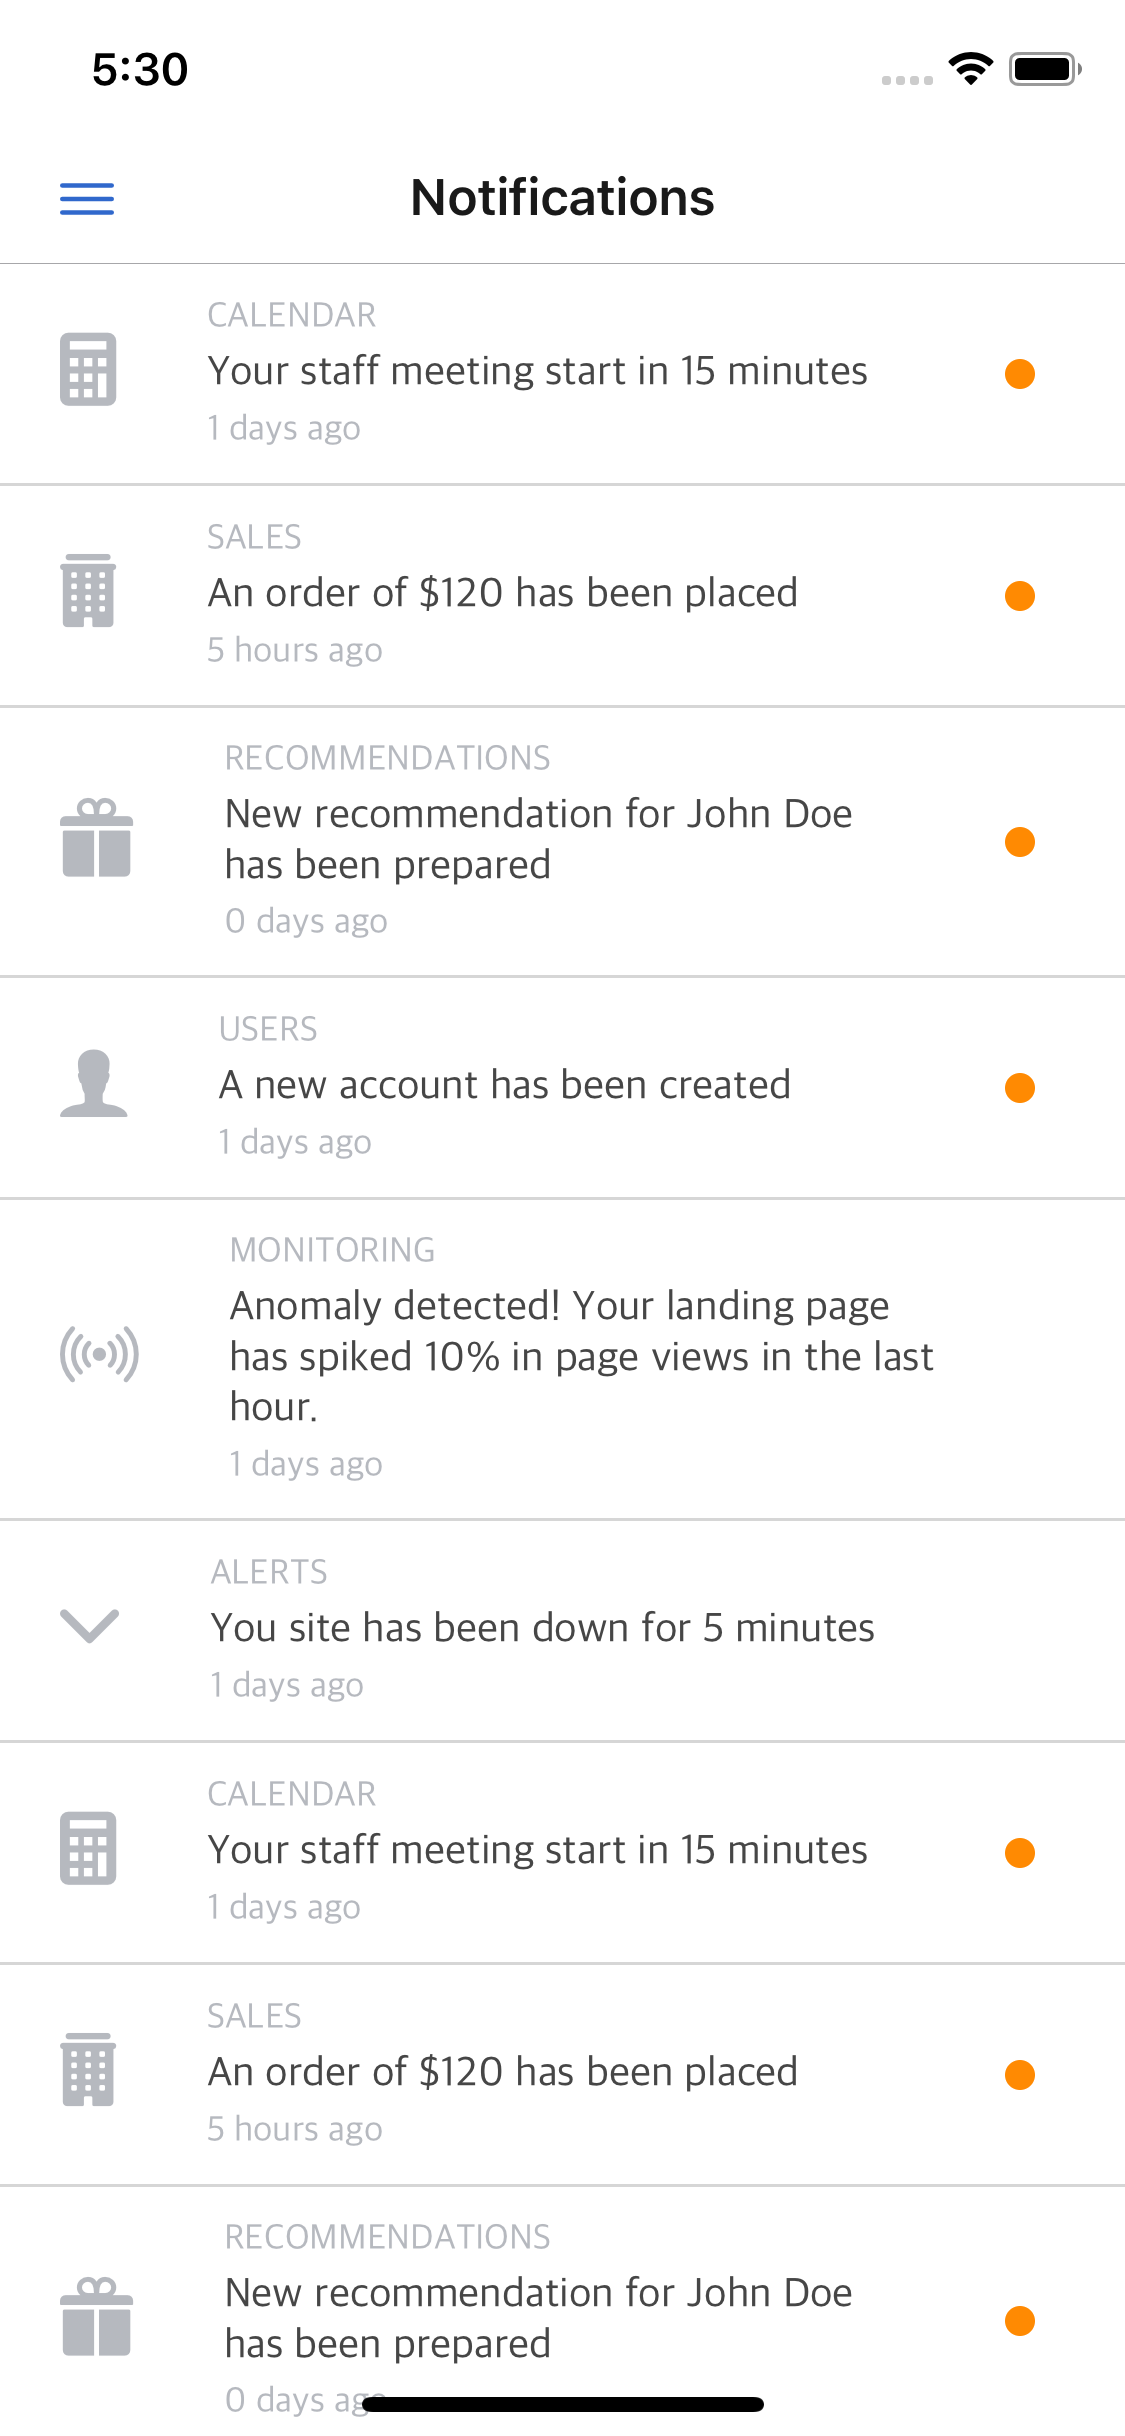 5:30
Notifications
CALENDAR
Your staff meeting start in 15 minutes
1 days ago
SALES
An order of $120 has been placed
5 hours ago
RECOMMENDATIONS
New recommendation for John Doe
has been prepared
0 days ago
USERS
A new account has been created
1 days ago
MONITORING
Anomaly detected! Your landing page
has spiked 10% in page views in the last
hour.
1 days ago
ALERTS
You site has been down for 5 minutes
1 days ago
CALENDAR
Your staff meeting start in 15 minutes
1 days ago
SALES
An order of $120 has been placed
5 hours ago
RECOMMENDATIONS
New recommendation for John Doe
has been prepared
0 days ago